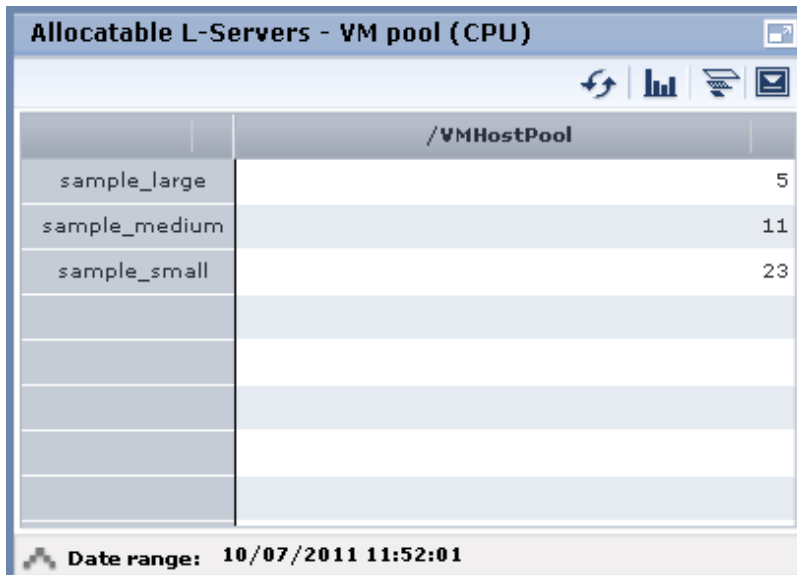 Allocatable L-Servers - VM pool (CPU)
/VMHostPool
sample_large 5
sample_medium 11
sample_small 23
Date range: 10/07/2011 11:52:01